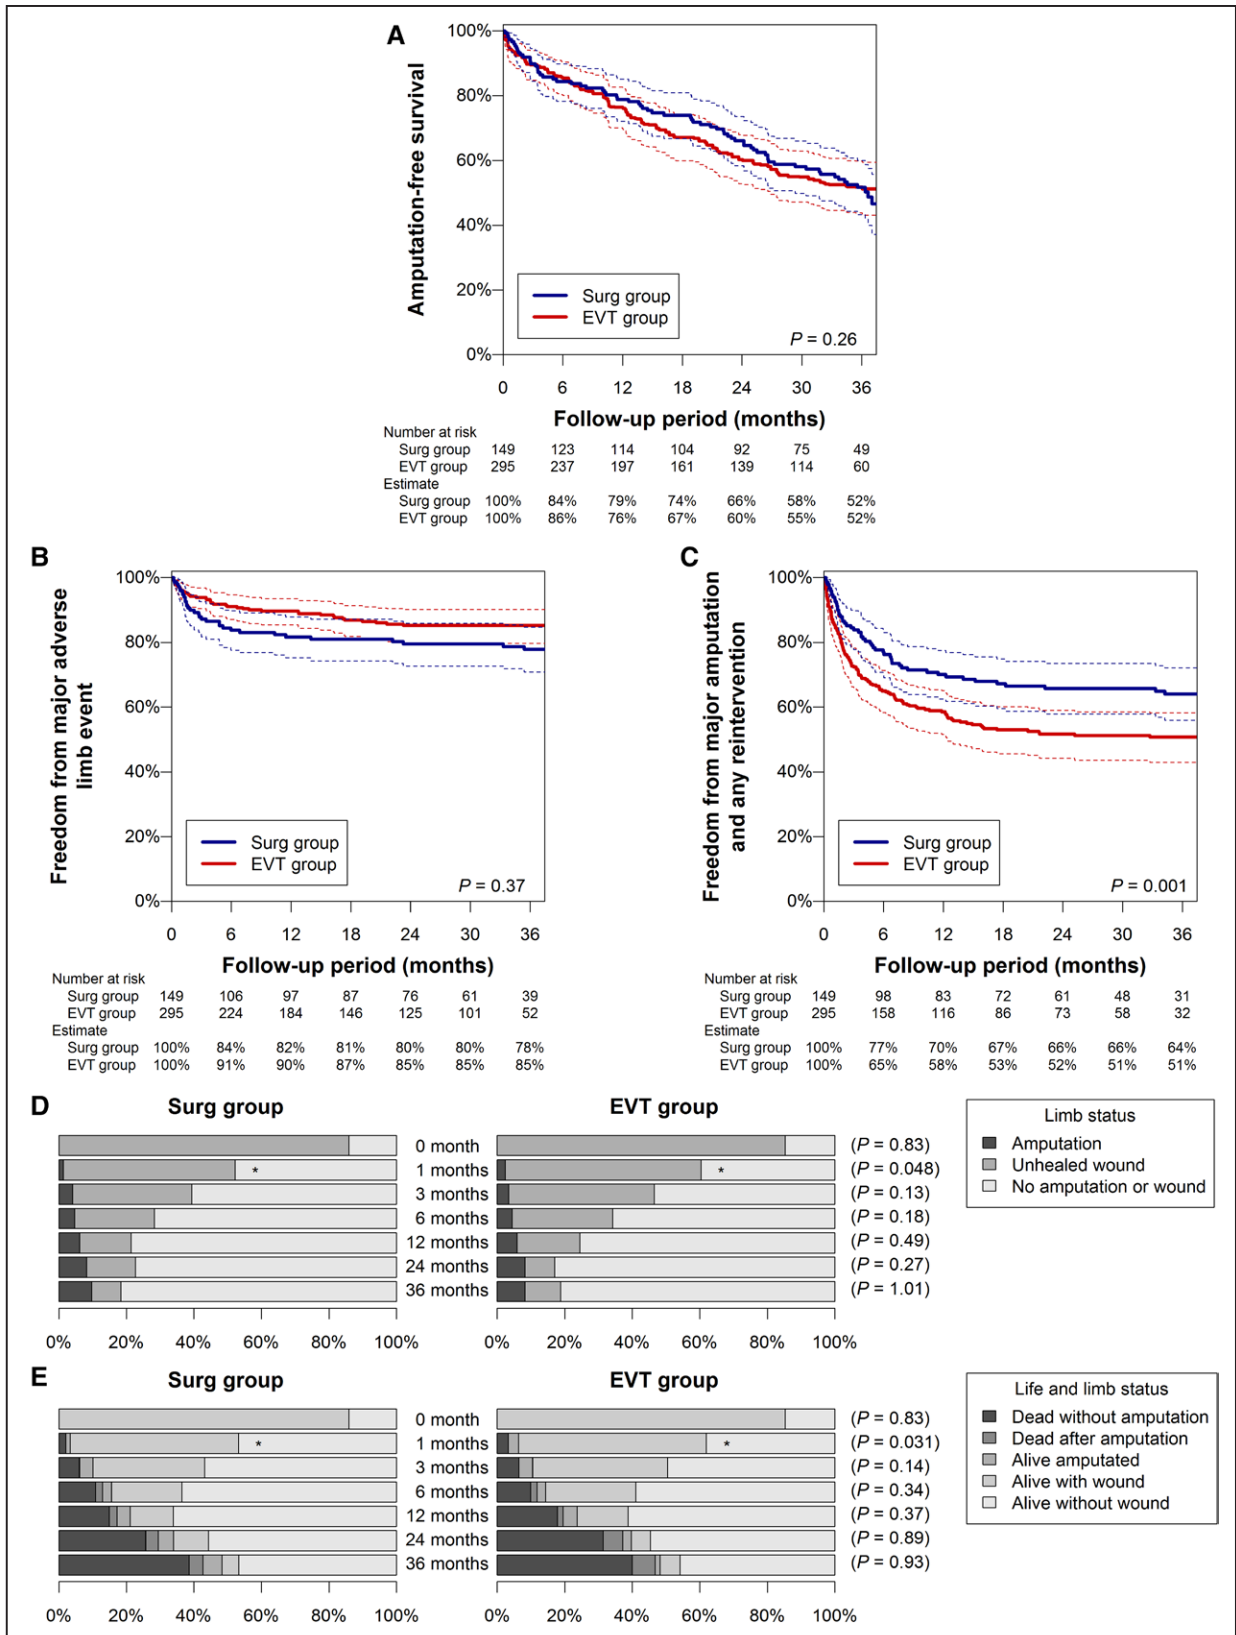 A
Amputation-free survival
100%
80%
60%
40%
20%
0%
Surg group
EVT group
P = 0.26
0 6 12 18 24 30 36
Follow-up period (months)
Number at risk
Surg group 149 123 114 104 92 75 49
EVT group 295 237 197 161 139 114 60
Estimate
Surg group 100% 84% 79% 74% 66% 58% 52%
EVT group 100% 86% 76% 67% 60% 55% 52%
B
Freedom from major adverse
limb event
100%
80%
60%
40%
20%
0%
Surg group
EVT group
P = 0.37
0 6 12 18 24 30 36
Follow-up period (months)
Number at risk
Surg group 149 106 97 87 76 61 39
EVT group 295 224 184 146 125 101 52
Estimate
Surg group 100% 84% 82% 81% 80% 80% 78%
EVT group 100% 91% 90% 87% 85% 85% 85%
C
Freedom from major amputation
and any reintervention
100%
80%
60%
40%
20%
0%
Surg group
EVT group
P = 0.001
0 6 12 18 24 30 36
Follow-up period (months)
Number at risk
Surg group 149 98 83 72 61 48 31
EVT group 295 158 116 86 73 58 32
Estimate
Surg group 100% 77% 70% 67% 66% 66% 64%
EVT group 100% 65% 58% 53% 52% 51% 51%
D
Surg group EVT group
0 month (P = 0.83)
* 1 months * (P = 0.048)
3 months (P = 0.13)
6 months (P = 0.18)
12 months (P = 0.49)
24 months (P = 0.27)
36 months (P = 1.01)
0% 20% 40% 60% 80% 100% 0% 20% 40% 60% 80% 100%
Limb status
Amputation
Unhealed wound
No amputation or wound
E
Surg group EVT group
0 month (P = 0.83)
* 1 months * (P = 0.031)
3 months (P = 0.14)
6 months (P = 0.34)
12 months (P = 0.37)
24 months (P = 0.89)
36 months (P = 0.93)
0% 20% 40% 60% 80% 100% 0% 20% 40% 60% 80% 100%
Life and limb status
Dead without amputation
Dead after amputation
Alive amputated
Alive with wound
Alive without wound